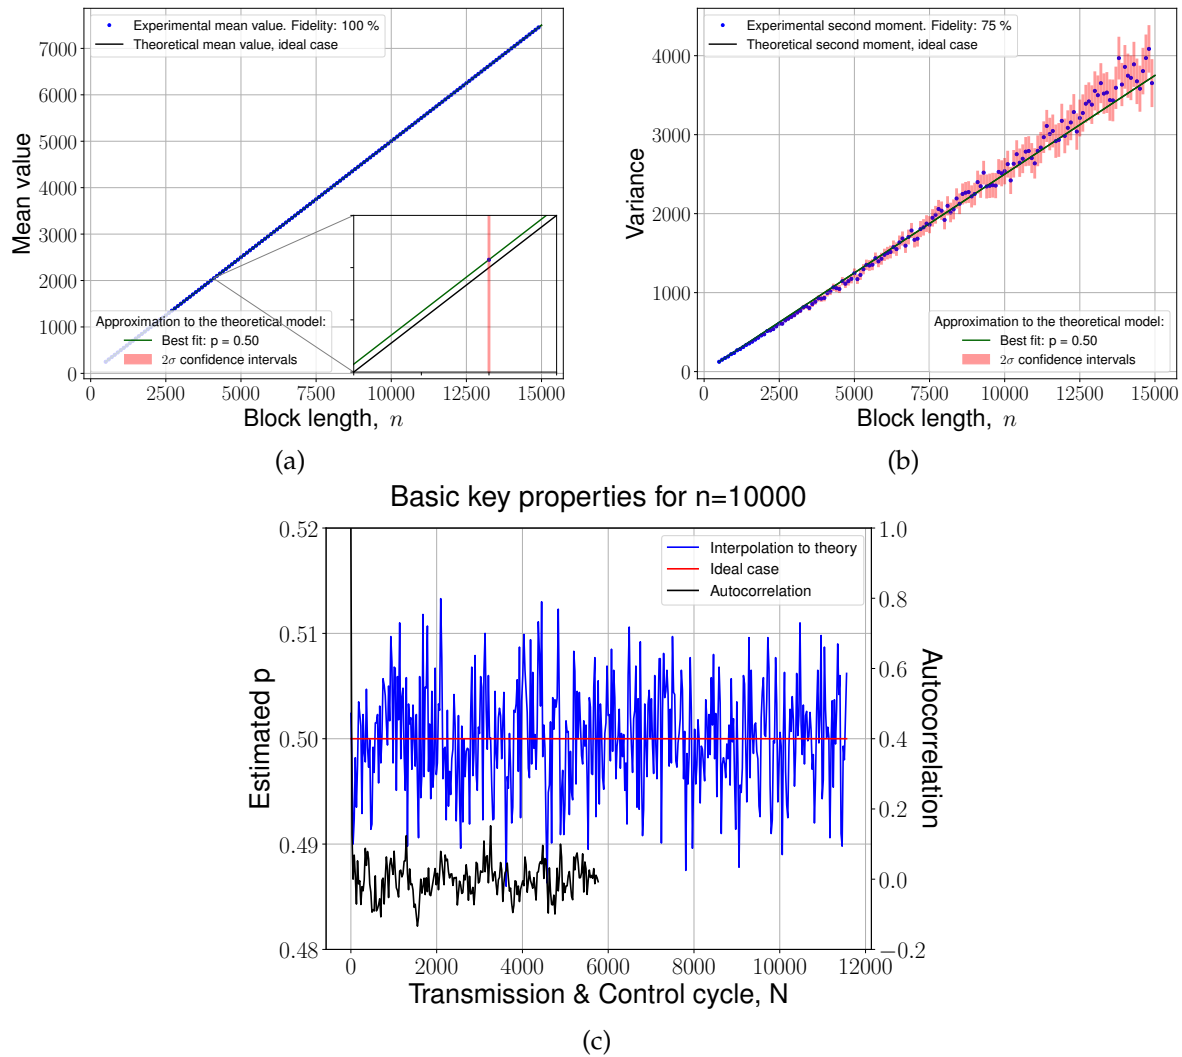 Experimental mean value. Fidelity: 100 %
Theoretical mean value, ideal case
7000
6000
5000
4000
3000
2000
1000
0
Mean value
Approximation to the theoretical model:
Best fit: p = 0.50
2σ confidence intervals
0 2500 5000 7500 10000 12500 15000
Block length, n
(a)
Experimental second moment. Fidelity: 75 %
Theoretical second moment, ideal case
4000
3000
2000
1000
0
Variance
Approximation to the theoretical model:
Best fit: p = 0.50
2σ confidence intervals
0 2500 5000 7500 10000 12500 15000
Block length, n
(b)
Basic key properties for n=10000
Interpolation to theory
Ideal case
Autocorrelation
0.52
0.51
0.50
0.49
0.48
Estimated p
1.0
0.8
0.6
0.4
0.2
0.0
−0.2
Autocorrelation
0 2000 4000 6000 8000 10000 12000
Transmission & Control cycle, N
(c)